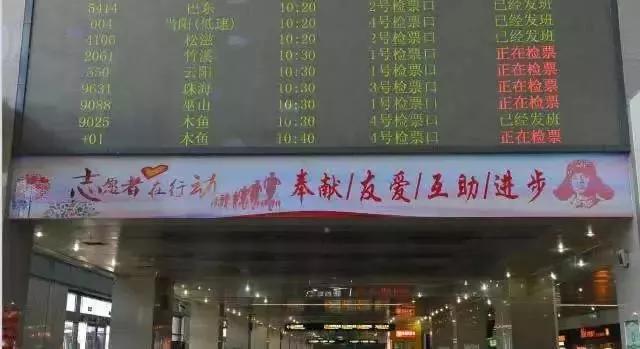 5414 巴东 10:20 2号检票口 已经发班
004 当阳(低速) 10:20 4号检票口 已经发班
4106 松滋 10:30 4号检票口 已经发班
2061 竹溪 10:30 1号检票口 正在检票
550 云阳 10:30 1号检票口 正在检票
9631 珠海 10:30 3号检票口 正在检票
9088 巫山 10:30 1号检票口 正在检票
9025 木鱼 10:30 4号检票口 已经发班
+01 木鱼 10:40 4号检票口 正在检票
志愿者在行动 奉献/友爱/互助/进步